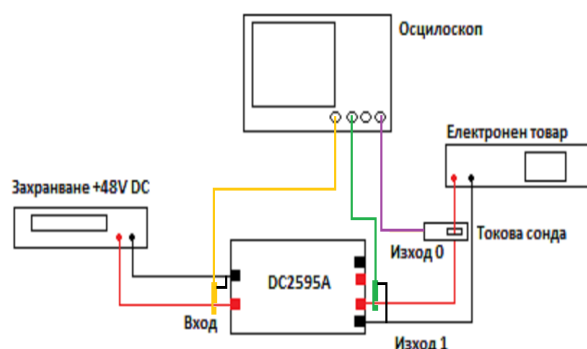 Осцилоскоп
Електронен товар
Захранване +48V DC
Токова сонда
Изход 0
DC2595A
Вход
Изход 1